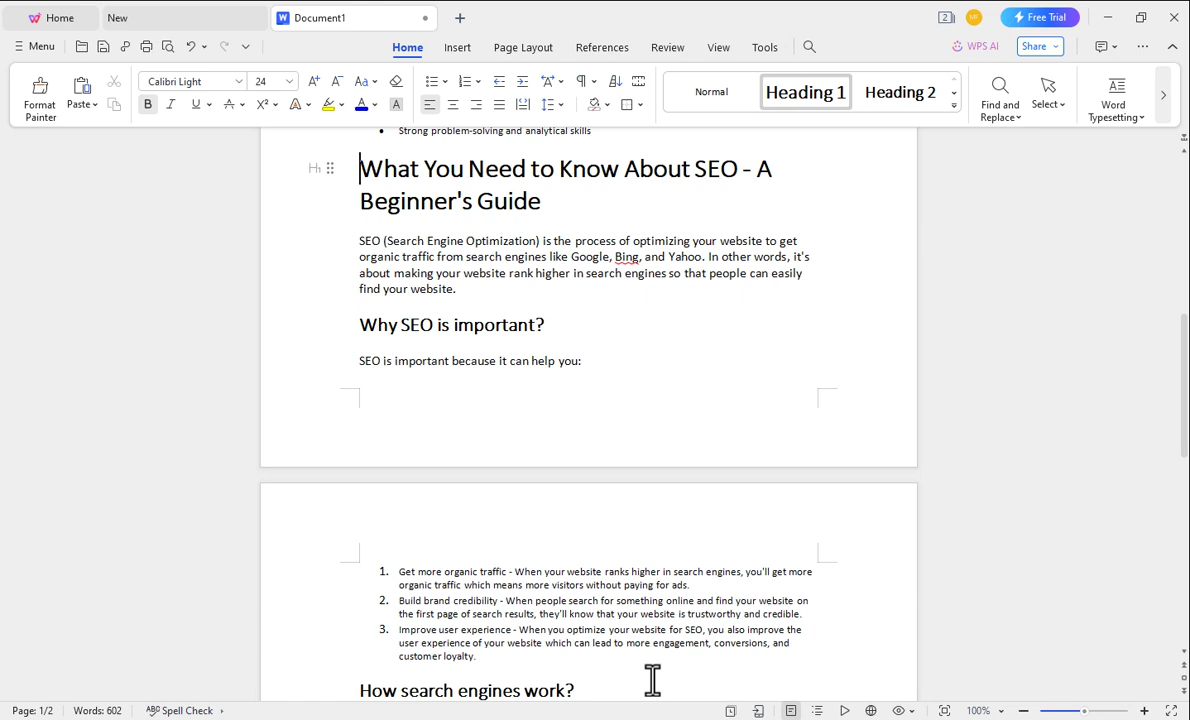 Home
New
Document1
Free Trial
Menu
Home
Insert
Page Layout
References
Review
View
Tools
WPS AI
Share
Format Painter
Paste
Calibri Light
24
Normal
Heading 1
Heading 2
Find and Replace
Select
Word Typesetting
• Strong problem-solving and analytical skills
H1
What You Need to Know About SEO - A
Beginner's Guide
SEO (Search Engine Optimization) is the process of optimizing your website to get
organic traffic from search engines like Google, Bing, and Yahoo. In other words, it's
about making your website rank higher in search engines so that people can easily
find your website.
Why SEO is important?
SEO is important because it can help you:
1. Get more organic traffic - When your website ranks higher in search engines, you'll get more
organic traffic which means more visitors without paying for ads.
2. Build brand credibility - When people search for something online and find your website on
the first page of search results, they'll know that your website is trustworthy and credible.
3. Improve user experience - When you optimize your website for SEO, you also improve the
user experience of your website which can lead to more engagement, conversions, and
customer loyalty.
How search engines work?
Page: 1/2
Words: 602
Spell Check
100%